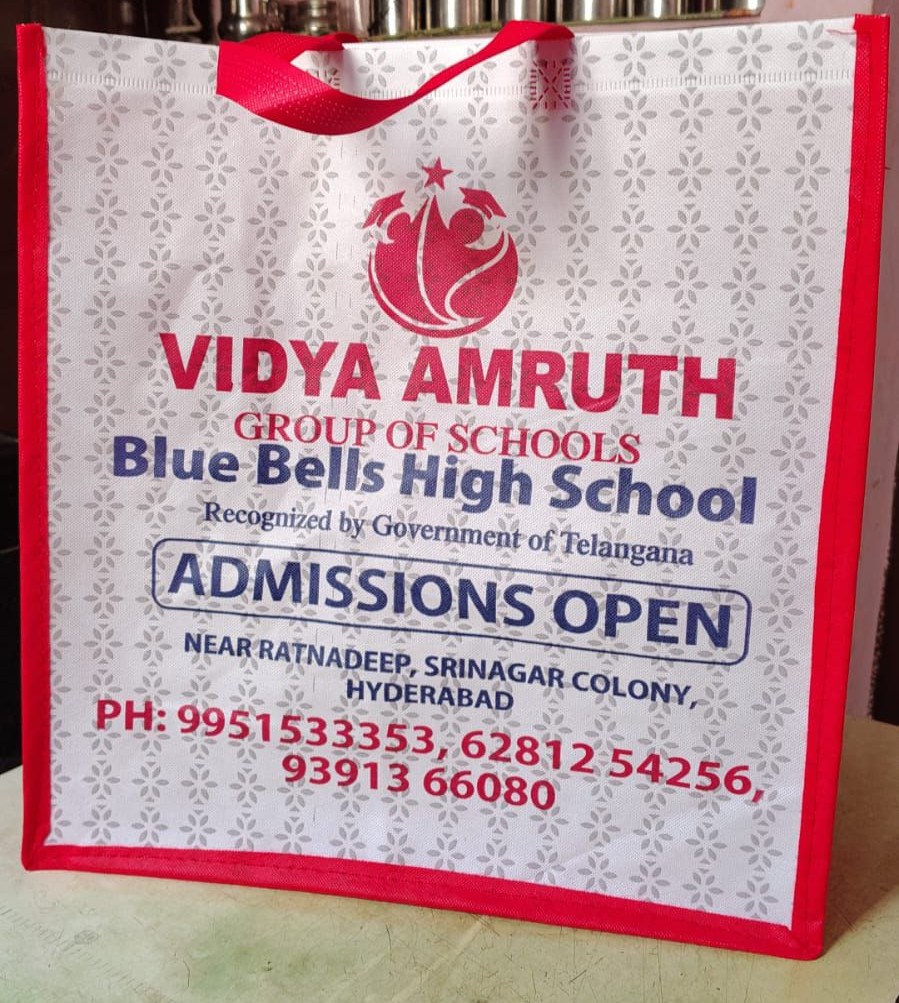 VIDYA AMRUTH
GROUP OF SCHOOLS
Blue Bells High School
Recognized by Government of Telangana
ADMISSIONS OPEN
NEAR RATNADEEP, SRINAGAR COLONY,
HYDERABAD
PH: 9951533353, 62812 54256,
93913 66080